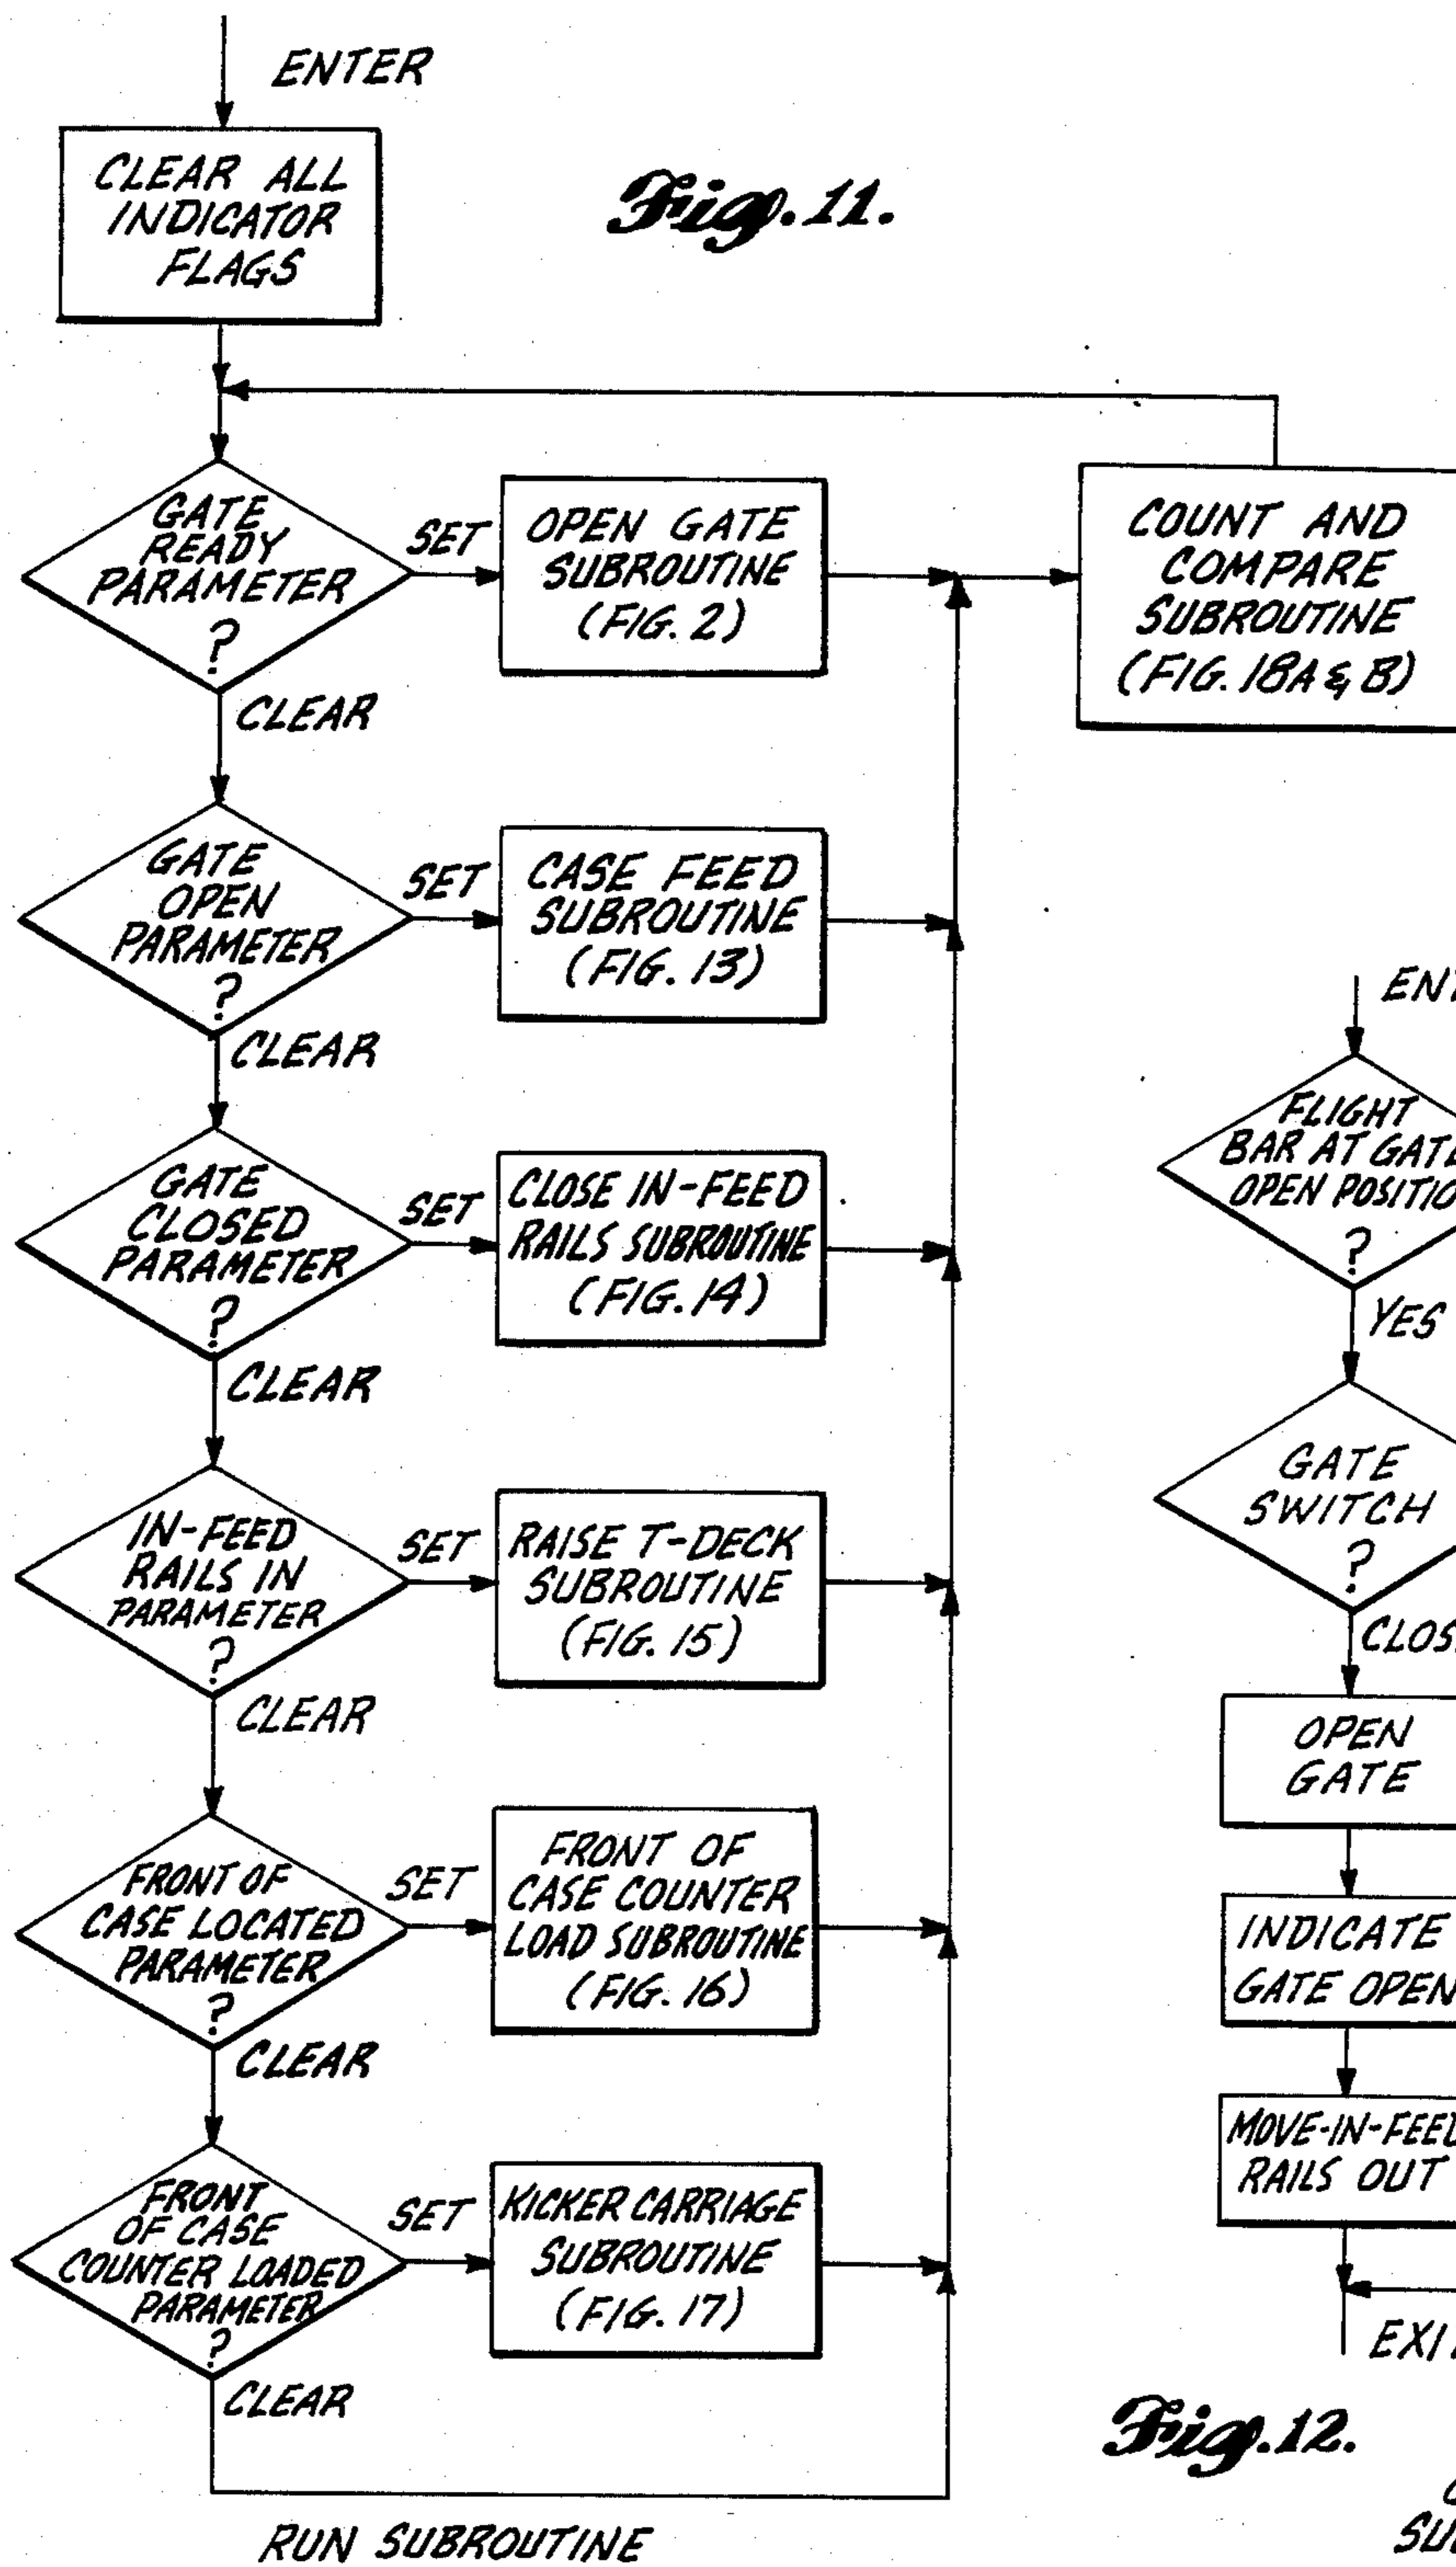 ENTER
CLEAR ALL
INDICATOR
FLAGS
Fig. 11.
GATE
READY
PARAMETER
?
SET
OPEN GATE
SUBROUTINE
(FIG. 2)
COUNT AND
COMPARE
SUBROUTINE
(FIG. 18A & B)
CLEAR
GATE
OPEN
PARAMETER
?
SET
CASE FEED
SUBROUTINE
(FIG. 13)
CLEAR
GATE
CLOSED
PARAMETER
?
SET
CLOSE IN-FEED
RAILS SUBROUTINE
(FIG. 14)
CLEAR
IN-FEED
RAILS IN
PARAMETER
?
SET
RAISE T-DECK
SUBROUTINE
(FIG. 15)
CLEAR
FRONT OF
CASE LOCATED
PARAMETER
?
SET
FRONT OF
CASE COUNTER
LOAD SUBROUTINE
(FIG. 16)
CLEAR
FRONT
OF CASE
COUNTER LOADED
PARAMETER
?
SET
KICKER CARRIAGE
SUBROUTINE
(FIG. 17)
CLEAR
RUN SUBROUTINE
FLIGHT
BAR AT GATE
OPEN
?
YES
GATE
SWITCH
?
OPEN
GATE
INDICATE
GATE OPEN
MOVE-IN-FEED
RAILS OUT
Fig. 12.